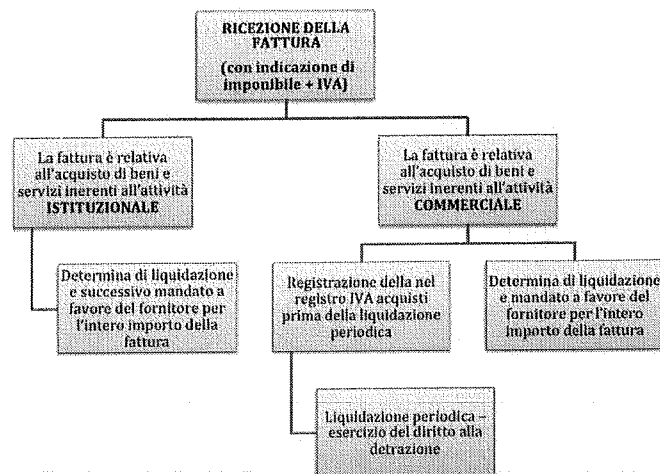 RICEZIONE DELLA
FATTURA
(con indicazione di
imponibile + IVA)
La fattura è relativa
all'acquisto di beni e
servizi inerenti all'attività
ISTITUZIONALE
La fattura è relativa
all'acquisto di beni e
servizi inerenti all'attività
COMMERCIALE
Determina di liquidazione
e successivo mandato a
favore del fornitore per
l'intero importo della
fattura
Registrazione della nel
registro IVA acquisti
prima della liquidazione
periodica
Determina di liquidazione
e mandato a favore del
fornitore per l'intero
importo della fattura
Liquidazione periodica –
esercizio del diritto alla
detrazione